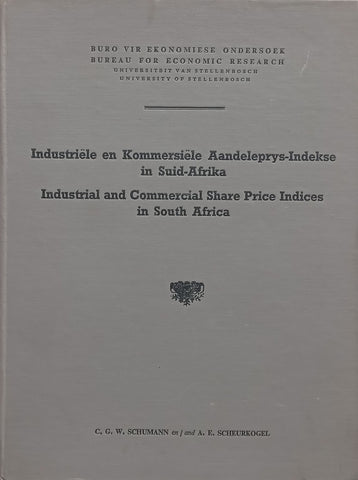 BURO VIR EKONOMIESE ONDERSOEK
BUREAU FOR ECONOMIC RESEARCH
UNIVERSITEIT VAN STELLENBOSCH
UNIVERSITY OF STELLENBOSCH
Industriële en Kommersiële Aandeleprys-Indekse
in Suid-Afrika
Industrial and Commercial Share Price Indices
in South Africa
C. G. W. SCHUMANN en / and A. E. SCHEURKOGEL